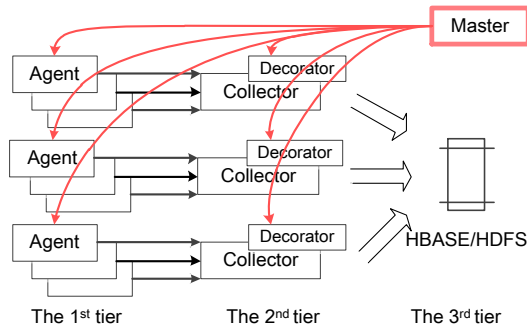 Master
Agent
Decorator
Collector
Agent
Decorator
Collector
Agent
Decorator
Collector
HBASE/HDFS
The 1st tier
The 2nd tier
The 3rd tier